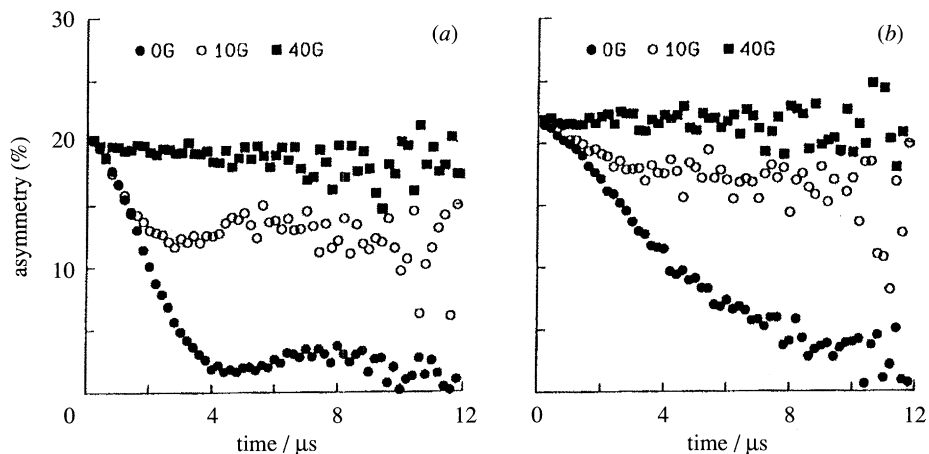 30
20
10
0
asymmetry (%)
(a)
● 0G ○ 10G ■ 40G
0 4 8 12
time / μs
(b)
● 0G ○ 10G ■ 40G
0 4 8 12
time / μs